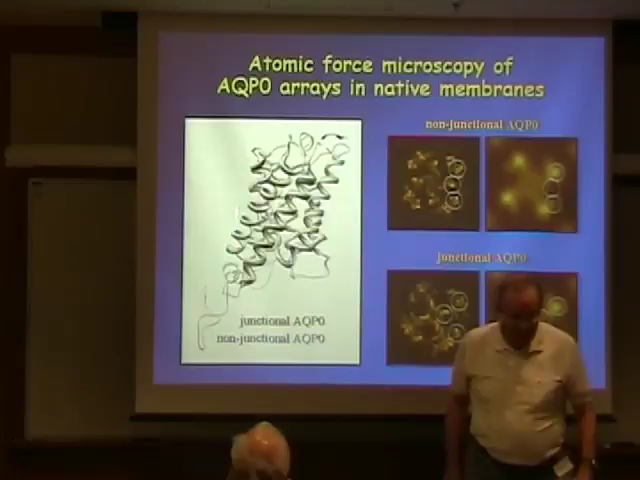 Atomic force microscopy of
AQP0 arrays in native membranes
non-junctional AQP0
junctional AQP0
junctional AQP0
non-junctional AQP0